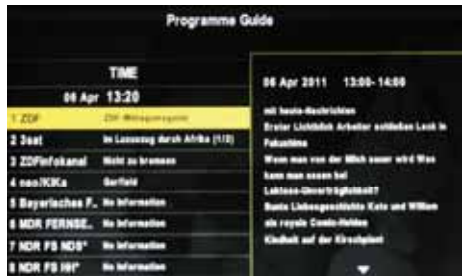 Programme Guide
TIME
06 Apr 13:20
06 Apr 2011 13:00-14:00
1 ZDF ZDF-Mittagsmagazin
2 3sat Im Luxuszug durch Afrika (1/2)
3 ZDFinfokanal Nicht zu bremsen
4 neo/KiKa Garfield
5 Bayerisches F.. No Information
6 MDR FERNSE.. No Information
7 NDR FS NDS* No Information
8 NDR FS HH* No Information
mit heute-Nachrichten
Erster Lichtblick Arbeiter schließen Leck in
Fukushima
Wenn man von der Milch sauer wird Was
kann man essen bei
Laktose-Unverträglichkeit?
Bunte Liebesgeschichte Kate und William
als royale Comic-Helden
Kindheit auf der Kirschplant